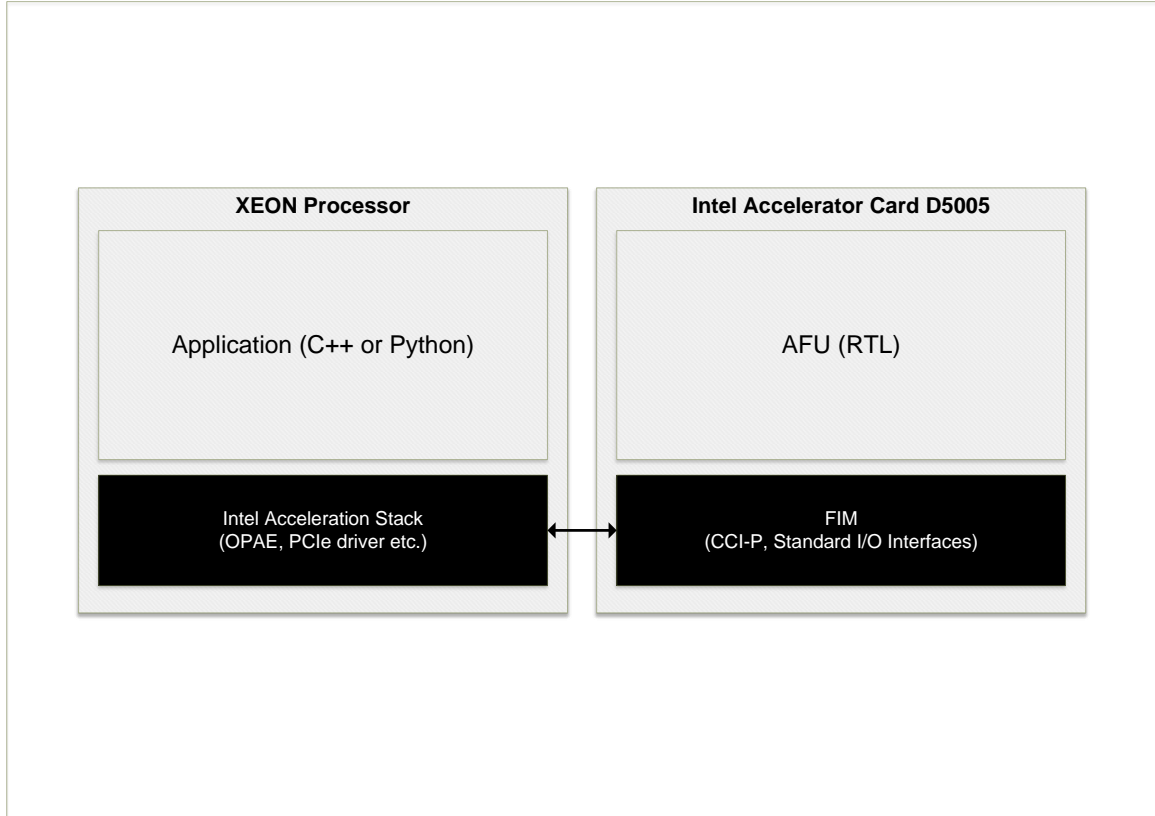 XEON Processor
Application (C++ or Python)
Intel Acceleration Stack
(OPAE, PCIe driver etc.)
Intel Accelerator Card D5005
AFU (RTL)
FIM
(CCI-P, Standard I/O Interfaces)